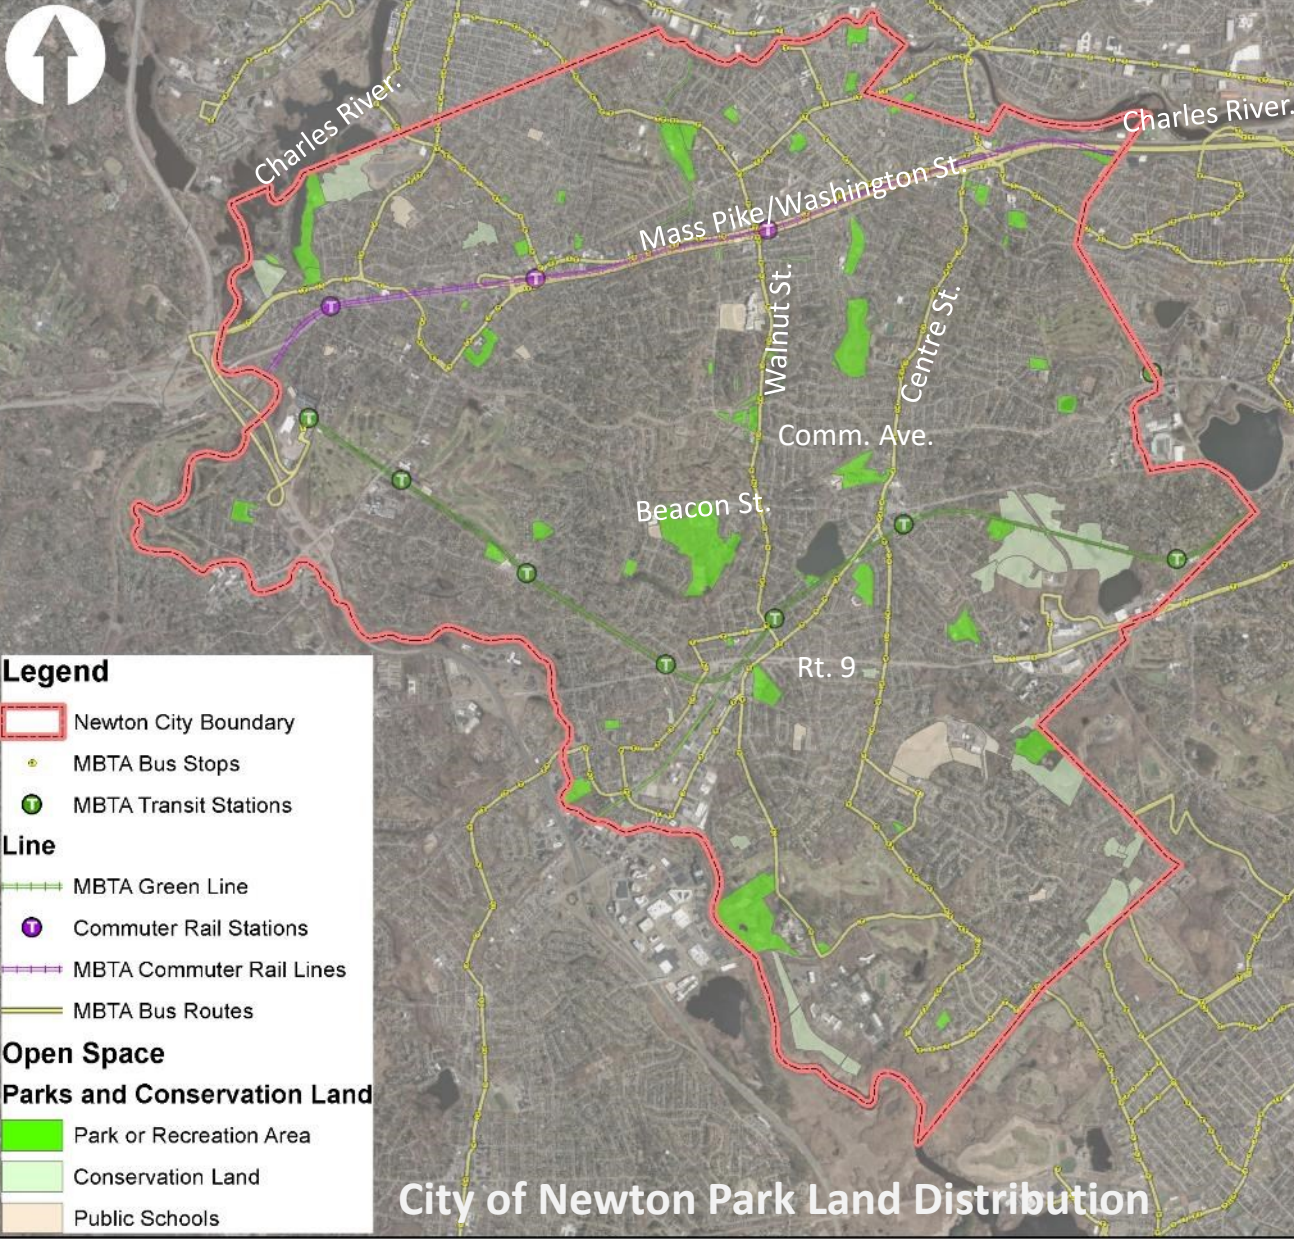 Charles River.
Charles River.
Mass Pike/Washington St.
Walnut St.
Centre St.
Comm. Ave.
Beacon St.
Rt. 9
Legend
Newton City Boundary
MBTA Bus Stops
T MBTA Transit Stations
Line
MBTA Green Line
T Commuter Rail Stations
MBTA Commuter Rail Lines
MBTA Bus Routes
Open Space
Parks and Conservation Land
Park or Recreation Area
Conservation Land
Public Schools
City of Newton Park Land Distribution